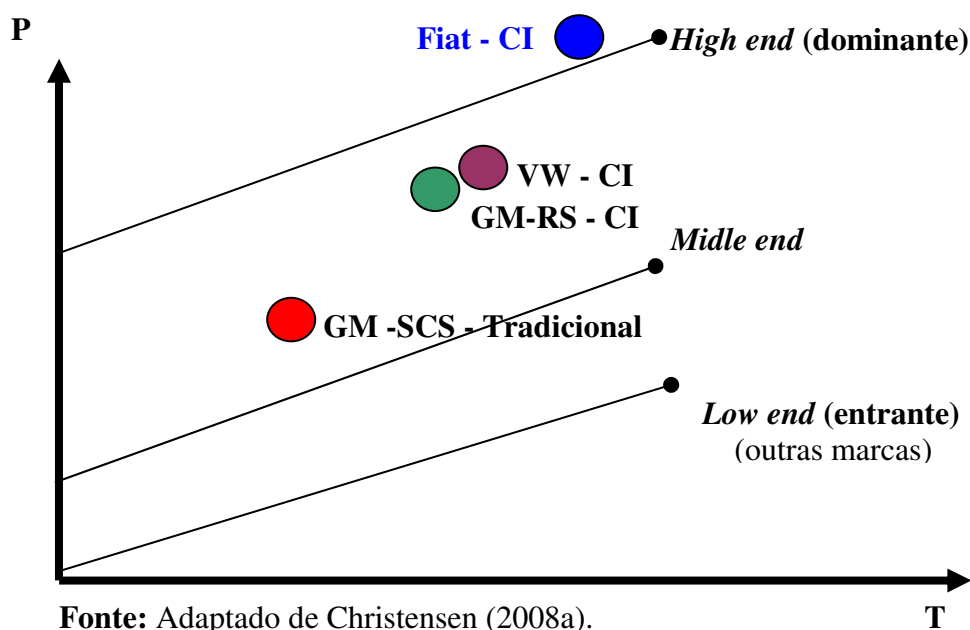 P
Fiat - CI
High end (dominante)
VW - CI
GM-RS - CI
Midle end
GM -SCS - Tradicional
Low end (entrante)
(outras marcas)
Fonte: Adaptado de Christensen (2008a).
T